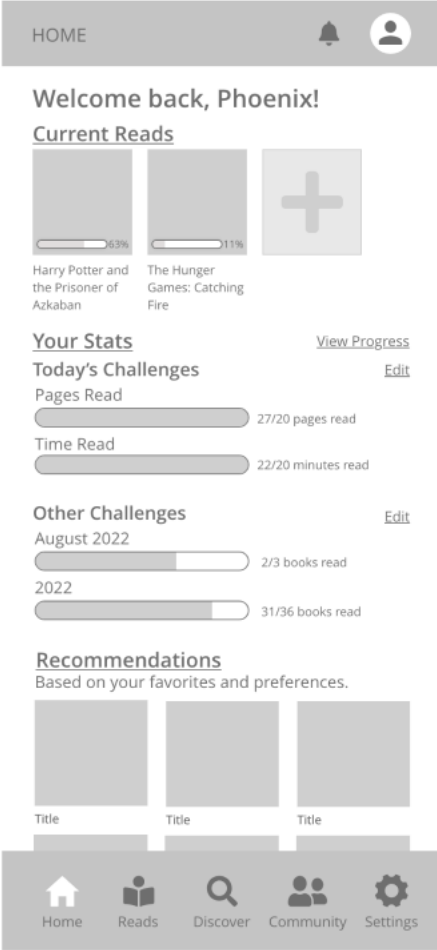 HOME
Welcome back, Phoenix!
Current Reads
63%
11%
Harry Potter and
the Prisoner of
Azkaban
The Hunger
Games: Catching
Fire
Your Stats
View Progress
Today's Challenges
Edit
Pages Read
27/20 pages read
Time Read
22/20 minutes read
Other Challenges
Edit
August 2022
2/3 books read
2022
31/36 books read
Recommendations
Based on your favorites and preferences.
Title
Title
Title
Home
Reads
Discover
Community
Settings